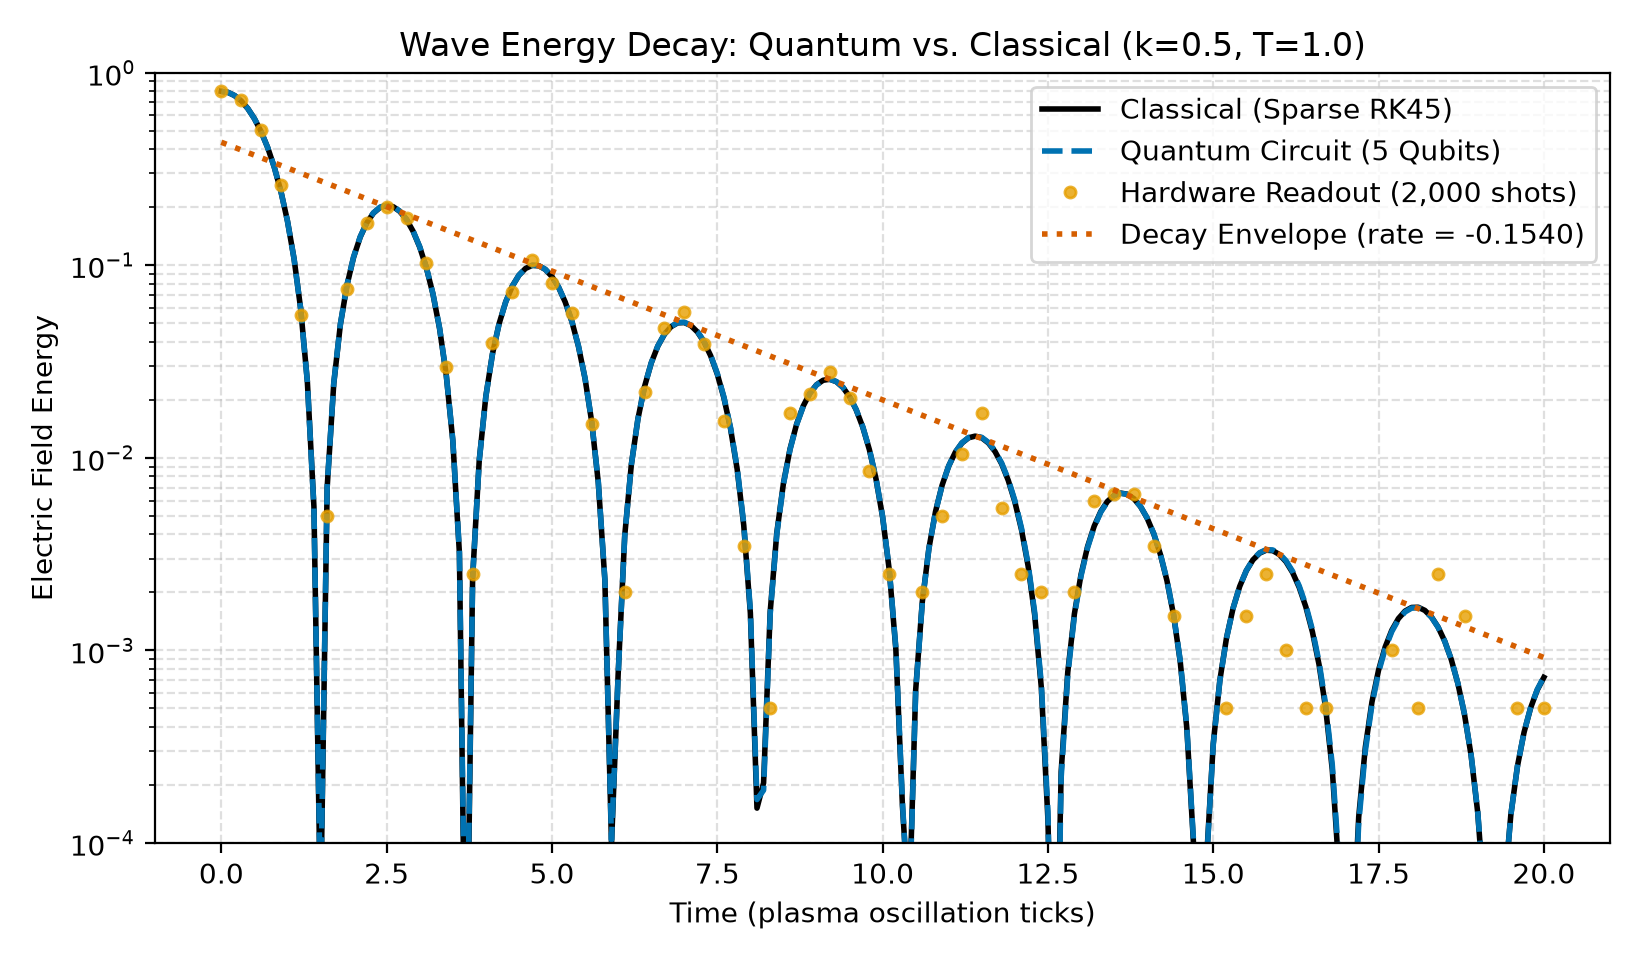 Wave Energy Decay: Quantum vs. Classical (k=0.5, T=1.0)
Classical (Sparse RK45)
Quantum Circuit (5 Qubits)
Hardware Readout (2,000 shots)
Decay Envelope (rate = -0.1540)
Electric Field Energy
10⁰
10⁻¹
10⁻²
10⁻³
10⁻⁴
0.0 2.5 5.0 7.5 10.0 12.5 15.0 17.5 20.0
Time (plasma oscillation ticks)